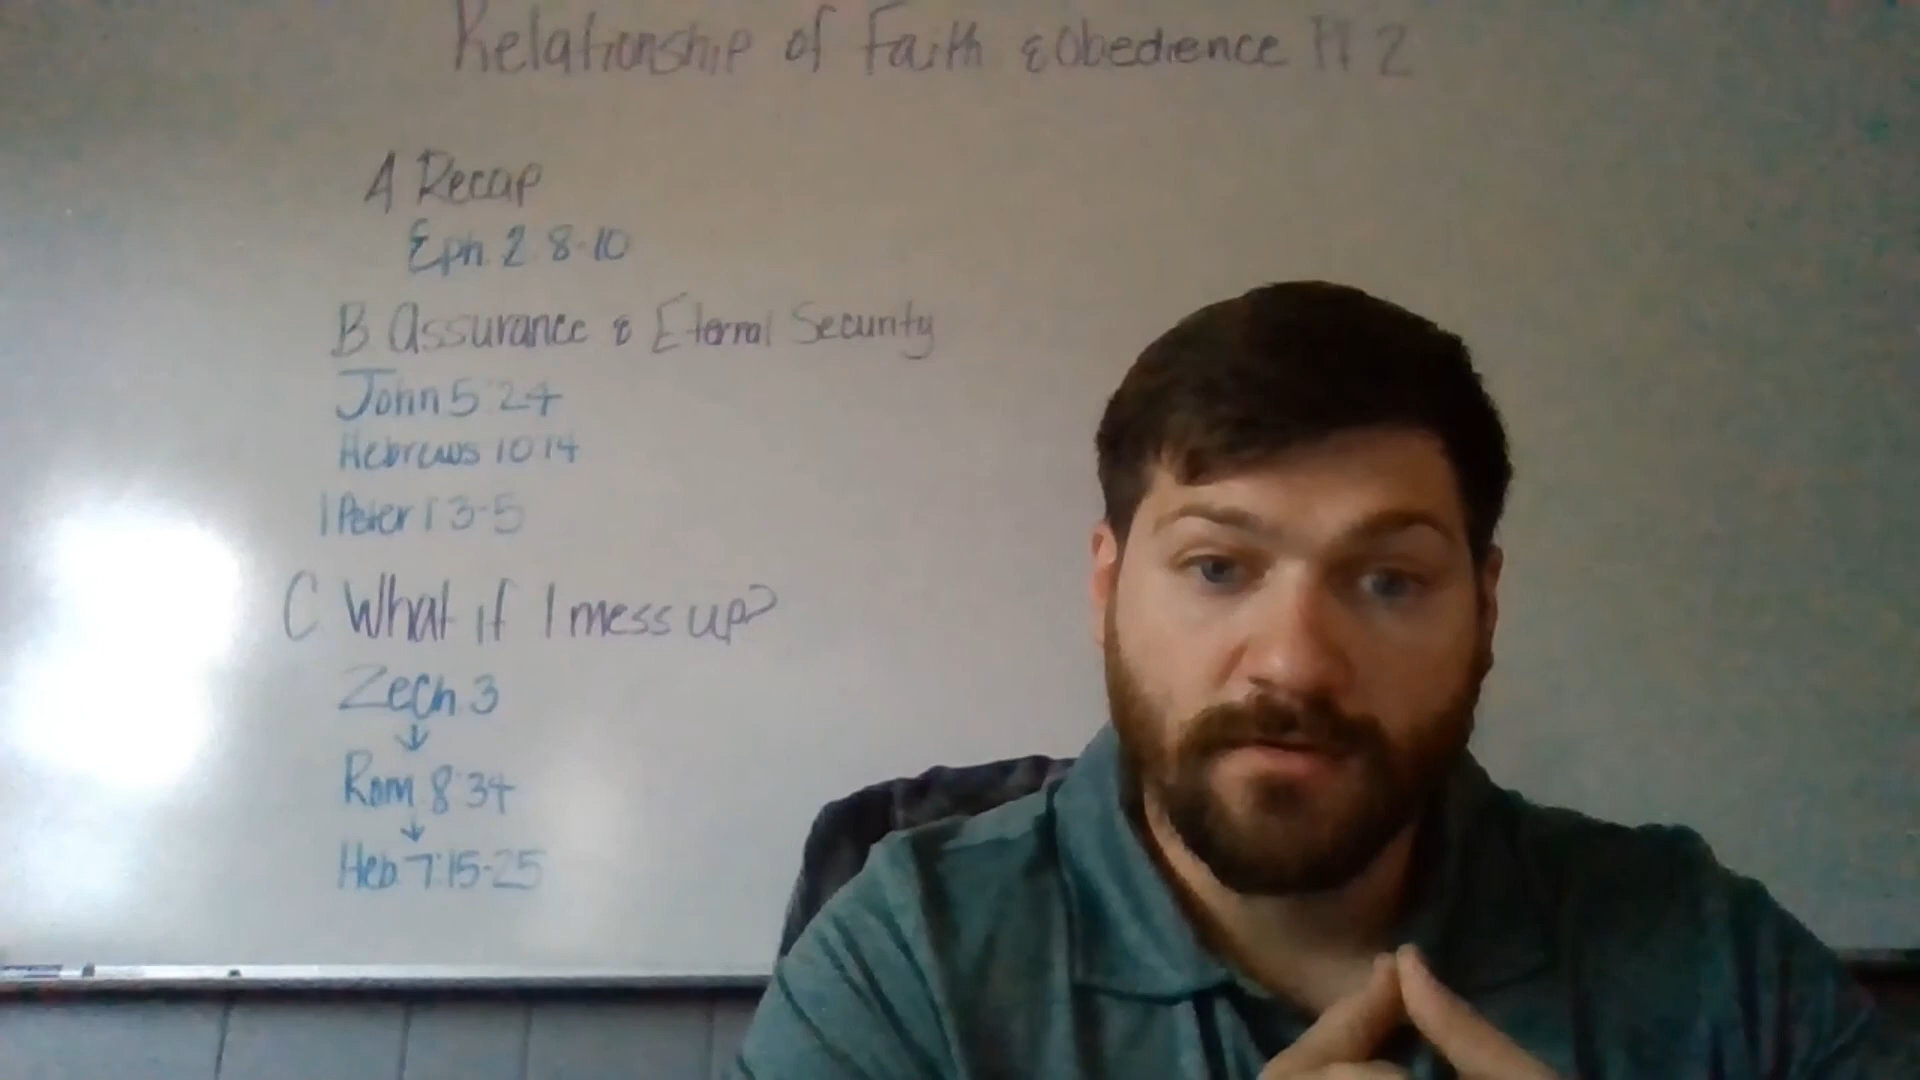 Relationship of Faith & Obedience Pt 2
A Recap
Eph. 2:8-10
B Assurance & Eternal Security
John 5:24
Hebrews 10:14
1 Peter 1:3-5
C What if I mess up?
Zech. 3
↓
Rom. 8:34
↓
Heb. 7:15-25